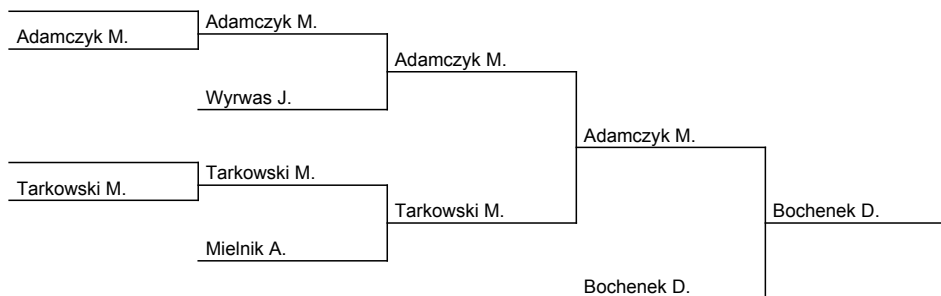 Adamczyk M.
Adamczyk M.
Adamczyk M.
Wyrwas J.
Adamczyk M.
Tarkowski M.
Tarkowski M.
Tarkowski M.
Bochenek D.
Mielnik A.
Bochenek D.